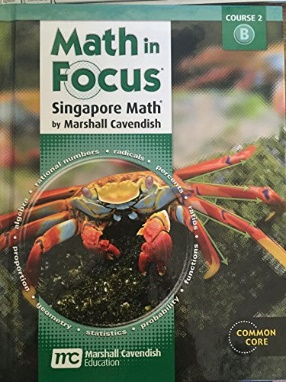 COURSE 2
B
Math in
Focus®
Singapore Math®
by Marshall Cavendish
algebra • rational numbers • radicals • percents • ratios • functions • probability • statistics • geometry • proportion
COMMON
CORE
mc Marshall Cavendish
Education